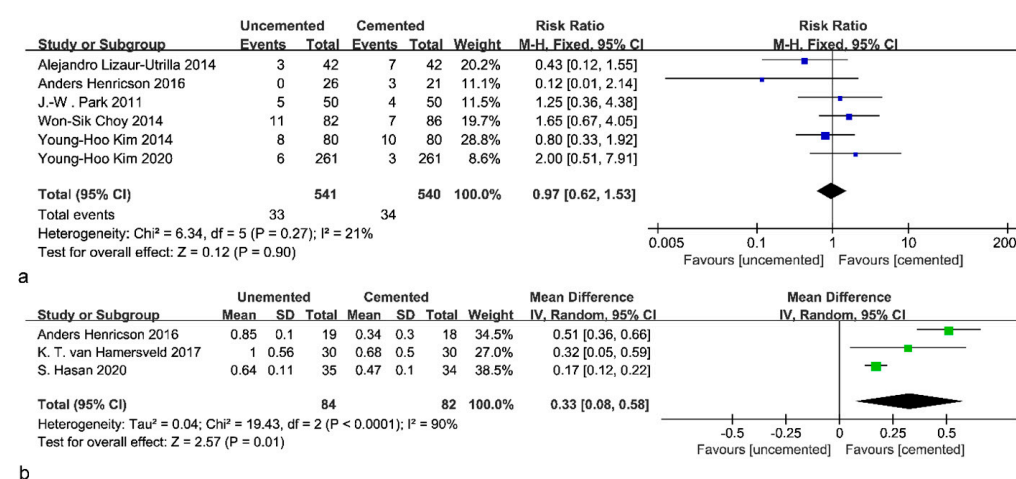 Uncemented Cemented Risk Ratio Risk Ratio
Study or Subgroup Events Total Events Total Weight M-H, Fixed, 95% CI M-H, Fixed, 95% CI
Alejandro Lizaur-Utrilla 2014 3 42 7 42 20.2% 0.43 [0.12, 1.55]
Anders Henricson 2016 0 26 3 21 11.1% 0.12 [0.01, 2.14]
J.-W . Park 2011 5 50 4 50 11.5% 1.25 [0.36, 4.38]
Won-Sik Choy 2014 11 82 7 86 19.7% 1.65 [0.67, 4.05]
Young-Hoo Kim 2014 8 80 10 80 28.8% 0.80 [0.33, 1.92]
Young-Hoo Kim 2020 6 261 3 261 8.6% 2.00 [0.51, 7.91]
Total (95% CI) 541 540 100.0% 0.97 [0.62, 1.53]
Total events 33 34
Heterogeneity: Chi² = 6.34, df = 5 (P = 0.27); I² = 21%
Test for overall effect: Z = 0.12 (P = 0.90)
0.005 0.1 1 10 200
Favours [uncemented] Favours [cemented]
a
Unemented Cemented Mean Difference Mean Difference
Study or Subgroup Mean SD Total Mean SD Total Weight IV, Random, 95% CI IV, Random, 95% CI
Anders Henricson 2016 0.85 0.1 19 0.34 0.3 18 34.5% 0.51 [0.36, 0.66]
K. T. van Hamersveld 2017 1 0.56 30 0.68 0.5 30 27.0% 0.32 [0.05, 0.59]
S. Hasan 2020 0.64 0.11 35 0.47 0.1 34 38.5% 0.17 [0.12, 0.22]
Total (95% CI) 84 82 100.0% 0.33 [0.08, 0.58]
Heterogeneity: Tau² = 0.04; Chi² = 19.43, df = 2 (P < 0.0001); I² = 90%
Test for overall effect: Z = 2.57 (P = 0.01)
-0.5 -0.25 0 0.25 0.5
Favours [uncemented] Favours [cemented]
b